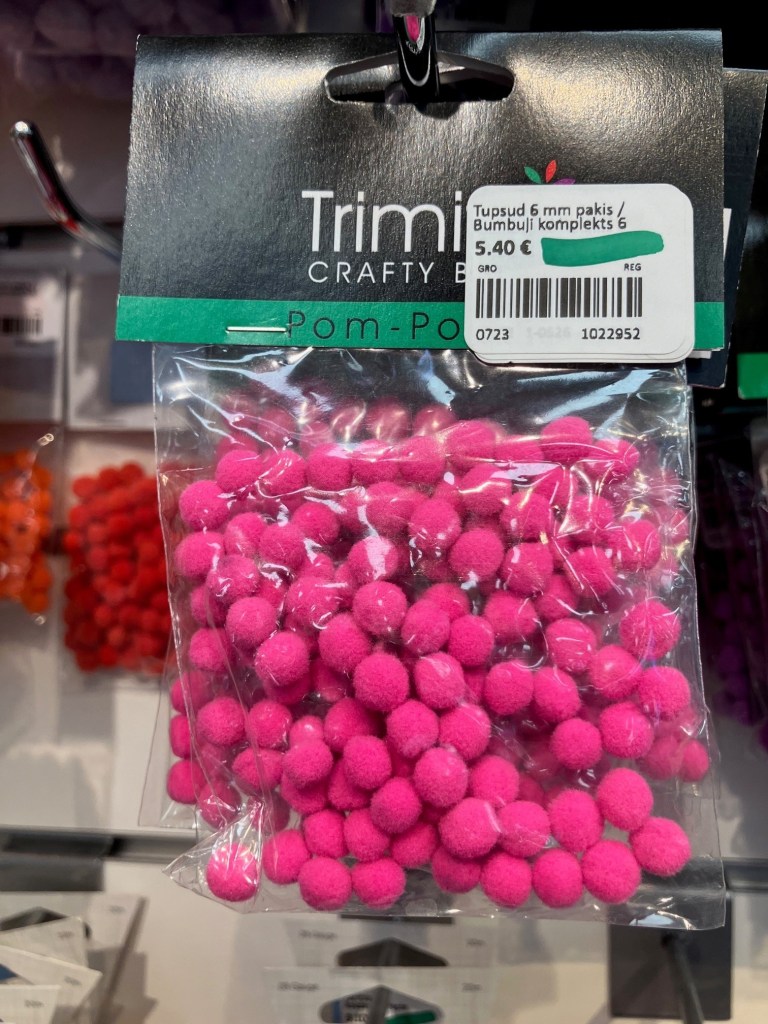 Trimi
CRAFTY B
Pom-Po
Tupsud 6 mm pakis /
Bumbuļi komplekts 6
5.40 €
GRO REG
0723 1022952